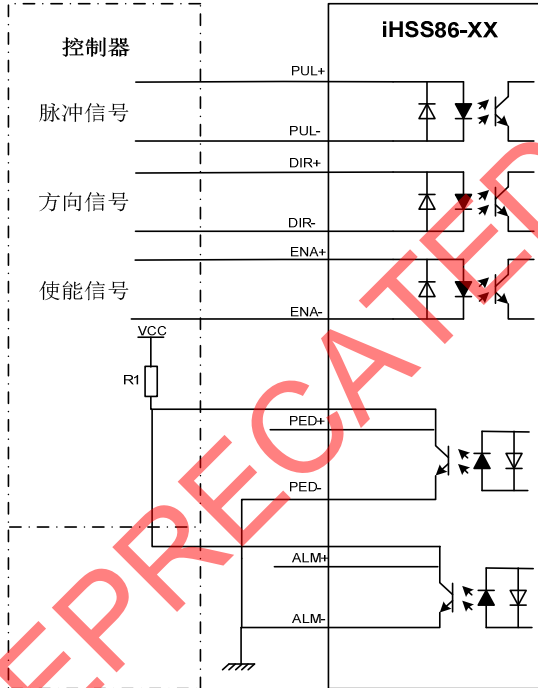 iHSS86-XX
控制器
PUL+
脉冲信号
PUL-
DIR+
方向信号
DIR-
ENA+
使能信号
ENA-
VCC
R1
PED+
PED-
ALM+
ALM-
EPRECATED